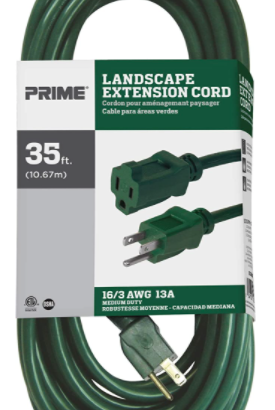 PRIME®
LANDSCAPE
EXTENSION CORD
Cordon pour aménagement paysager
Cable para áreas verdes
35 ft.
(10.67m)
16/3 AWG 13A
MEDIUM DUTY
ROBUSTESSE MOYENNE - CAPACIDAD MEDIANA